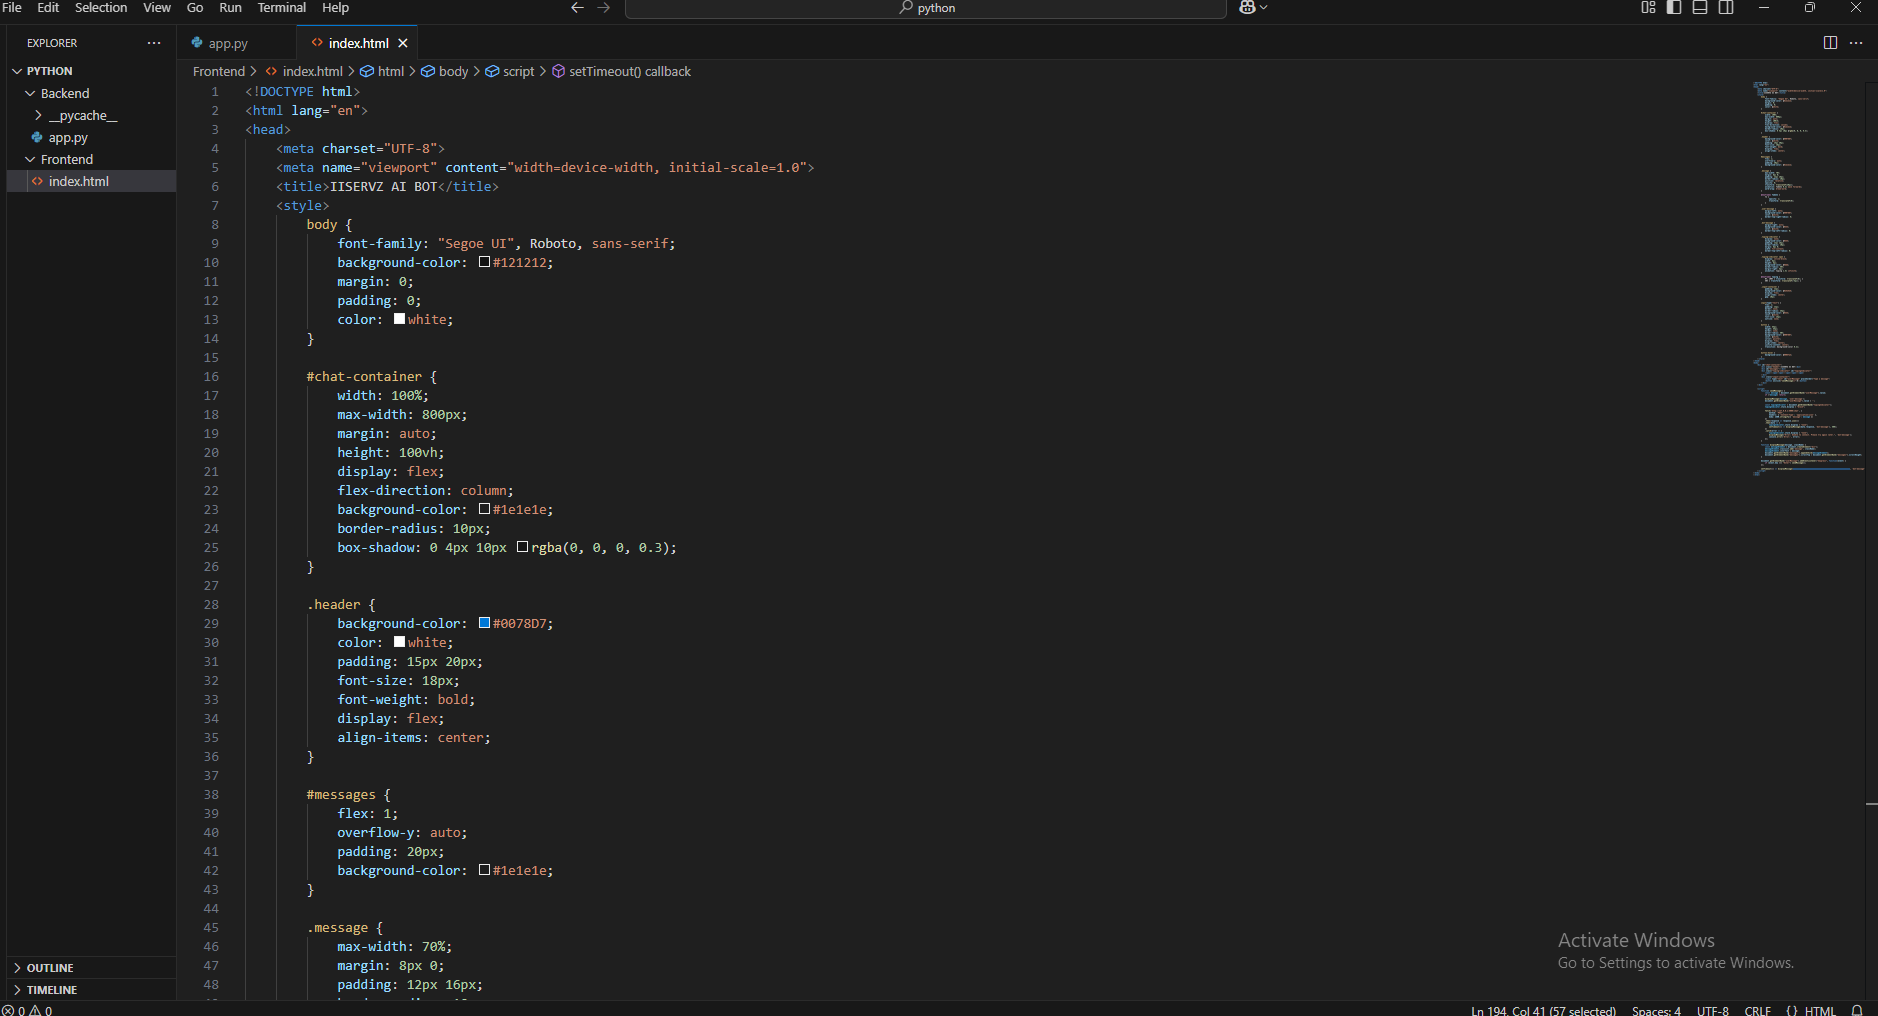 File Edit Selection View Go Run Terminal Help
python
EXPLORER
app.py
index.html
PYTHON
Backend
__pycache__
app.py
Frontend
index.html
OUTLINE
TIMELINE
Frontend > index.html > html > body > script > setTimeout() callback
1 <!DOCTYPE html>
2 <html lang="en">
3 <head>
4 <meta charset="UTF-8">
5 <meta name="viewport" content="width=device-width, initial-scale=1.0">
6 <title>IISERVZ AI BOT</title>
7 <style>
8 body {
9 font-family: "Segoe UI", Roboto, sans-serif;
10 background-color: #121212;
11 margin: 0;
12 padding: 0;
13 color: white;
14 }
15
16 #chat-container {
17 width: 100%;
18 max-width: 800px;
19 margin: auto;
20 height: 100vh;
21 display: flex;
22 flex-direction: column;
23 background-color: #1e1e1e;
24 border-radius: 10px;
25 box-shadow: 0 4px 10px rgba(0, 0, 0, 0.3);
26 }
27
28 .header {
29 background-color: #0078D7;
30 color: white;
31 padding: 15px 20px;
32 font-size: 18px;
33 font-weight: bold;
34 display: flex;
35 align-items: center;
36 }
37
38 #messages {
39 flex: 1;
40 overflow-y: auto;
41 padding: 20px;
42 background-color: #1e1e1e;
43 }
44
45 .message {
46 max-width: 70%;
47 margin: 8px 0;
48 padding: 12px 16px;
Activate Windows
Go to Settings to activate Windows.
0 0
Ln 194, Col 41 (57 selected) Spaces: 4 UTF-8 CRLF {} HTML